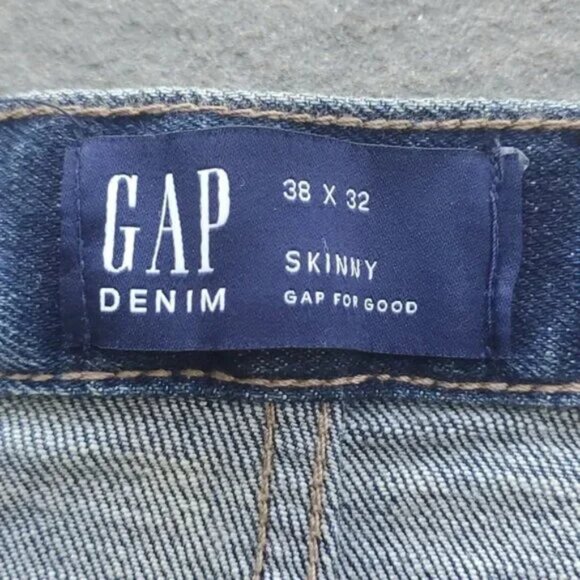 GAP
DENIM
38 X 32
SKINNY
GAP FOR GOOD